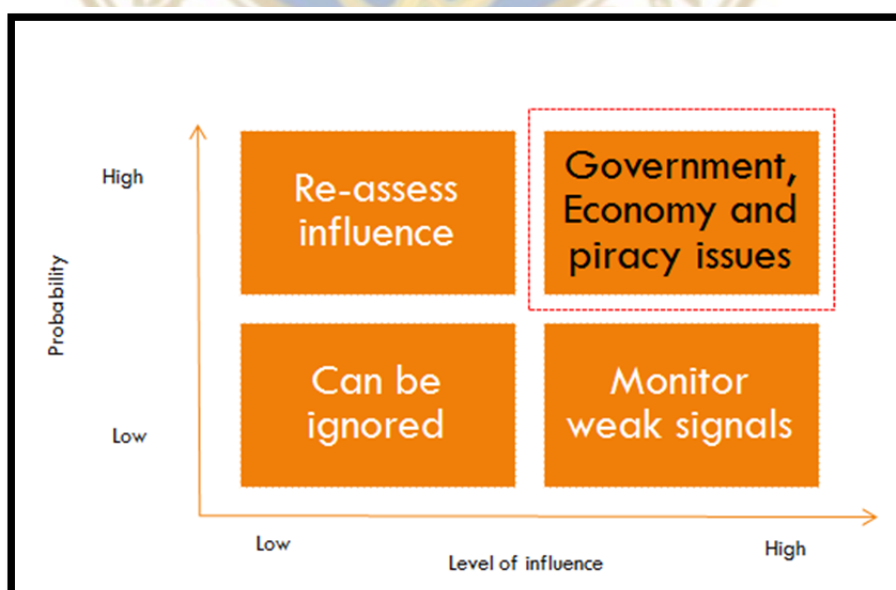 High
Re-assess
influence
Government,
Economy and
piracy issues
Probability
Low
Can be
ignored
Monitor
weak signals
Low
High
Level of influence